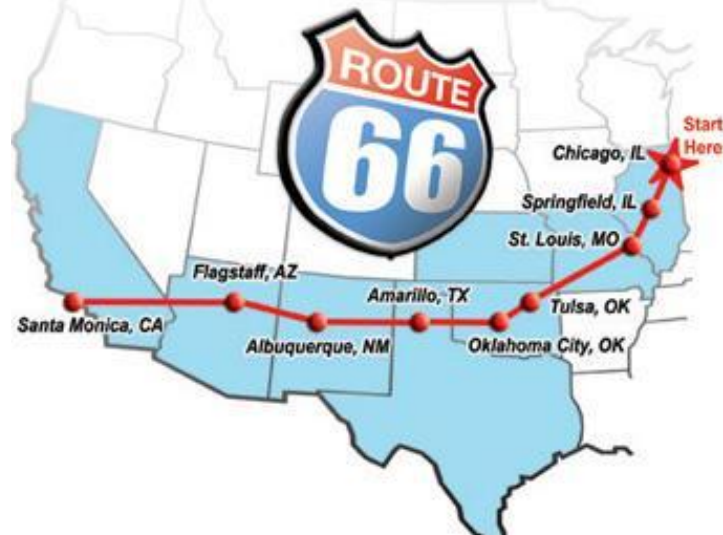 ROUTE
66
Start
Here
Chicago, IL
Springfield, IL
St. Louis, MO
Flagstaff, AZ
Amarillo, TX
Tulsa, OK
Santa Monica, CA
Albuquerque, NM
Oklahoma City, OK